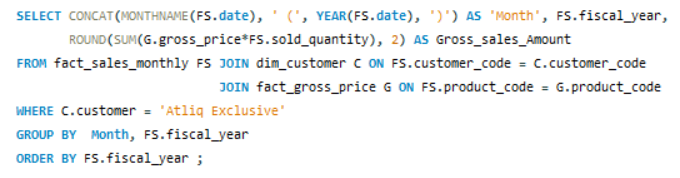 SELECT CONCAT(MONTHNAME(FS.date), ' (', YEAR(FS.date), ')') AS 'Month', FS.fiscal_year,
ROUND(SUM(G.gross_price*FS.sold_quantity), 2) AS Gross_sales_Amount
FROM fact_sales_monthly FS JOIN dim_customer C ON FS.customer_code = C.customer_code
JOIN fact_gross_price G ON FS.product_code = G.product_code
WHERE C.customer = 'Atliq Exclusive'
GROUP BY Month, FS.fiscal_year
ORDER BY FS.fiscal_year ;